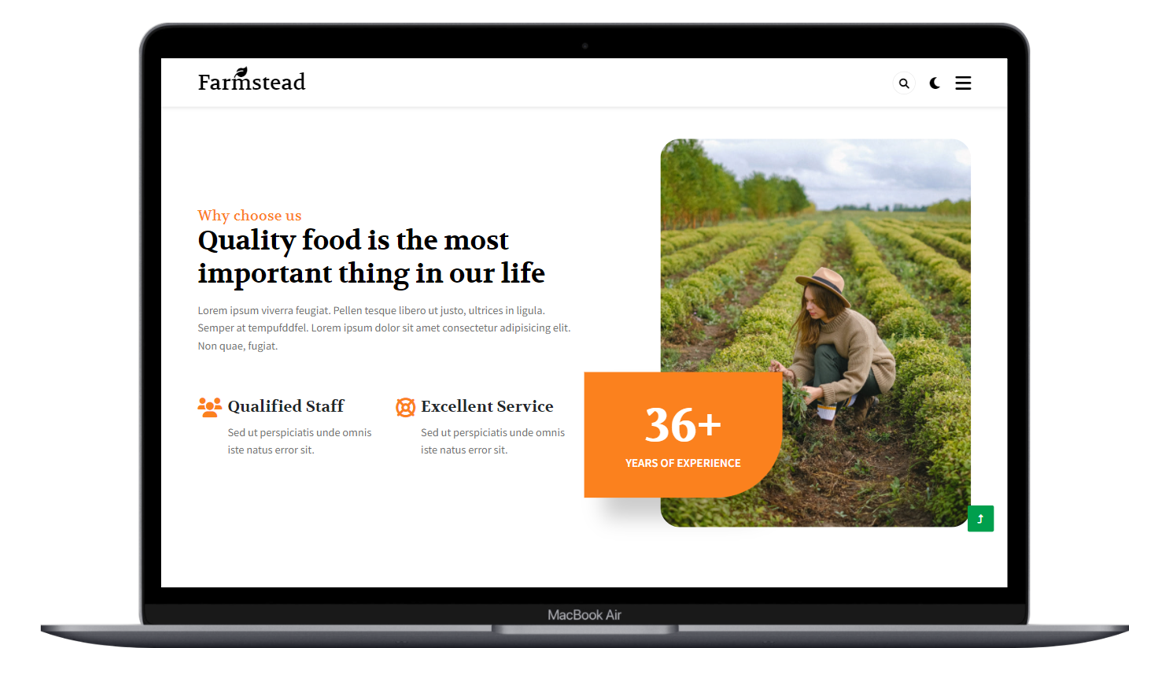 Farmstead
Why choose us
Quality food is the most
important thing in our life
Lorem ipsum viverra feugiat. Pellen tesque libero ut justo, ultrices in ligula.
Semper at tempufddfel. Lorem ipsum dolor sit amet consectetur adipisicing elit.
Non quae, fugiat.
Qualified Staff
Sed ut perspiciatis unde omnis
iste natus error sit.
Excellent Service
Sed ut perspiciatis unde omnis
iste natus error sit.
36+
YEARS OF EXPERIENCE
MacBook Air